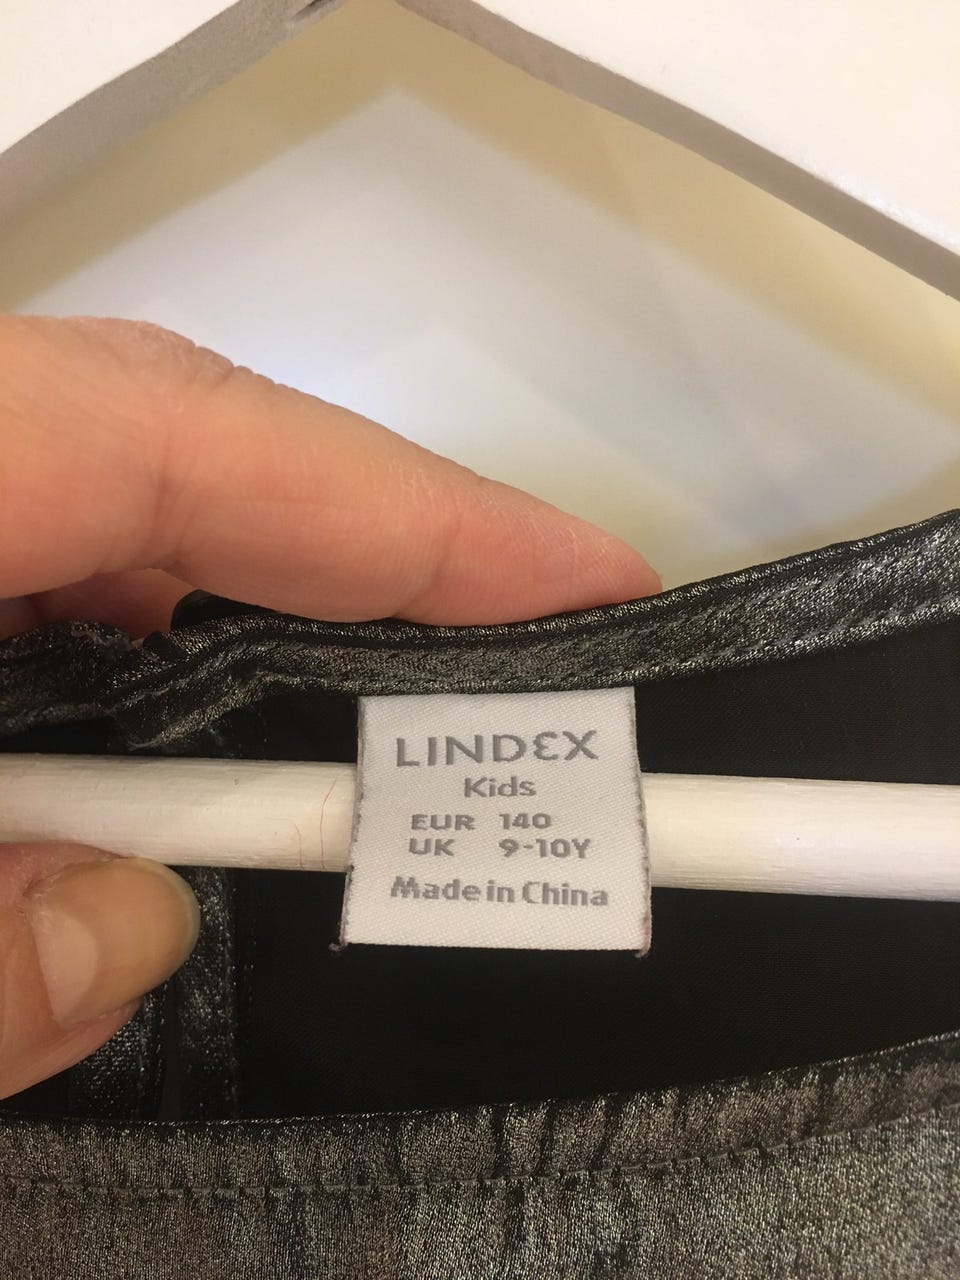 LINDEX
Kids
EUR 140
UK 9-10Y
Made in China